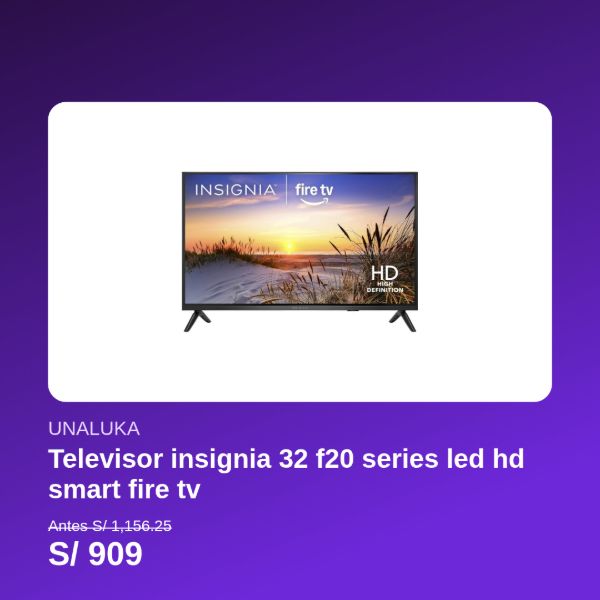 INSIGNIA fire tv
HD
HIGH
DEFINITION
UNALUKA
Televisor insignia 32 f20 series led hd
smart fire tv
Antes S/ 1,156.25
S/ 909